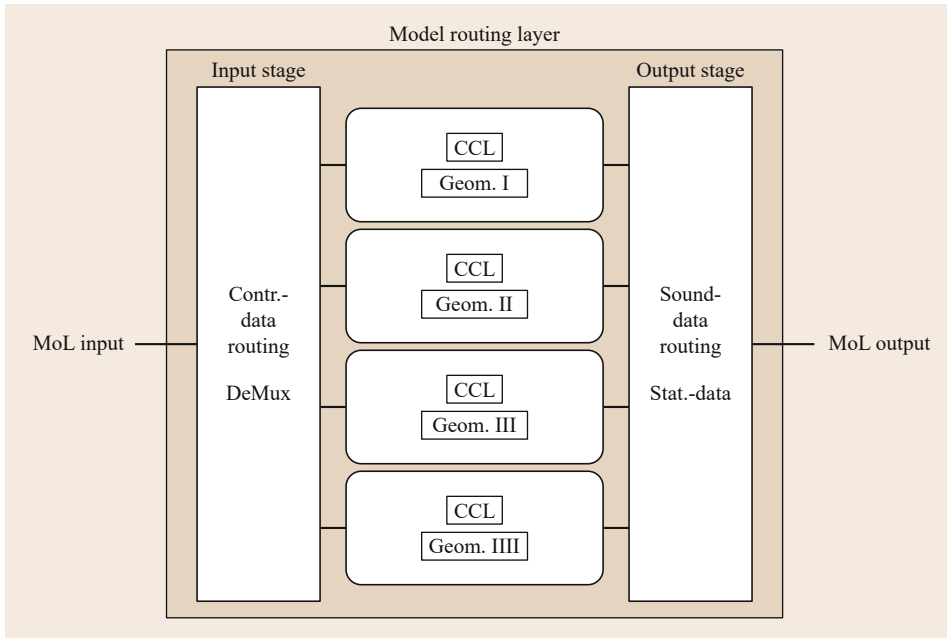 Model routing layer
Input stage
Output stage
CCL
Geom. I
CCL
Geom. II
Contr.-
data
routing
DeMux
Sound-
data
routing
Stat.-data
MoL input
MoL output
CCL
Geom. III
CCL
Geom. IIII